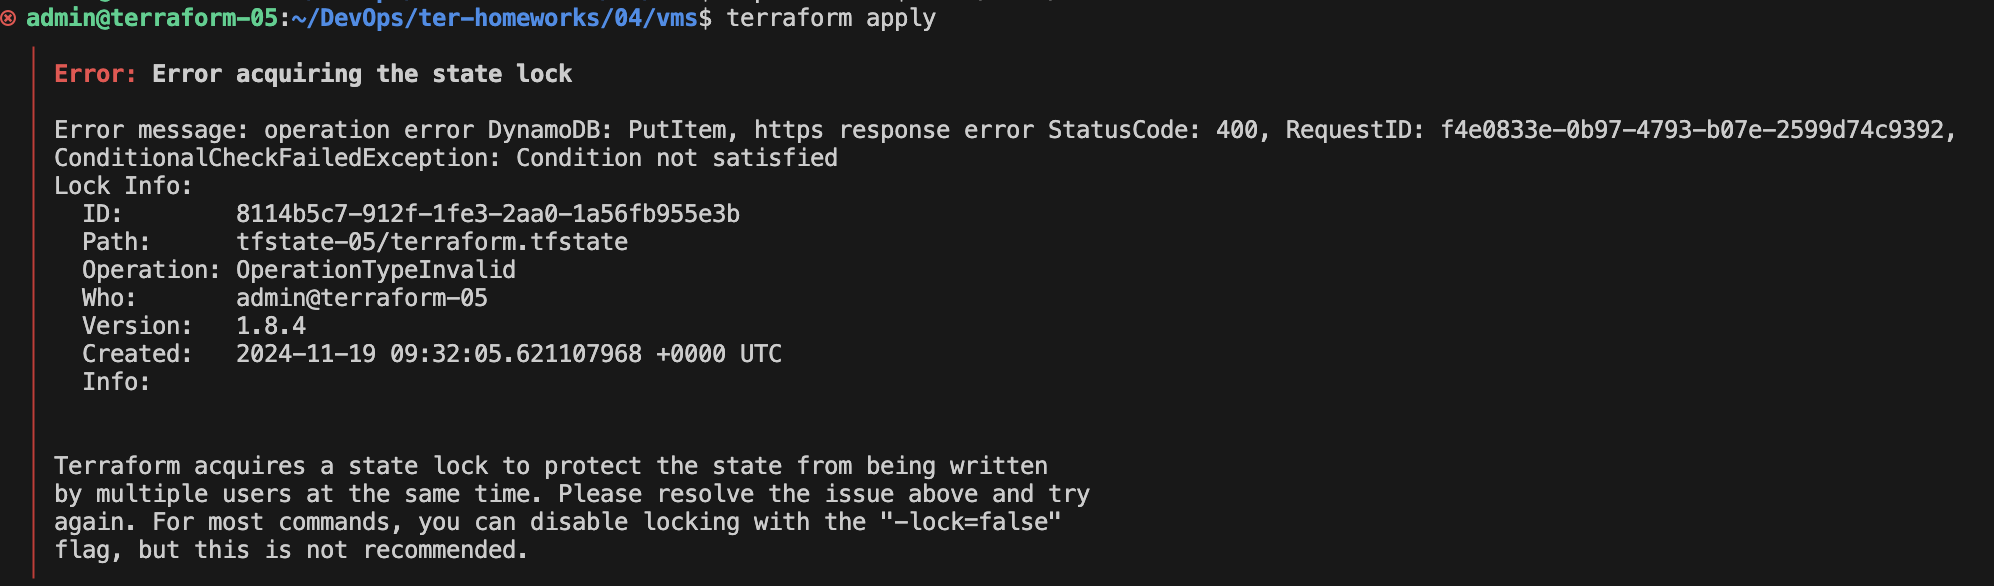 admin@terraform-05:~/DevOps/ter-homeworks/04/vms$ terraform apply
Error: Error acquiring the state lock
Error message: operation error DynamoDB: PutItem, https response error StatusCode: 400, RequestID: f4e0833e-0b97-4793-b07e-2599d74c9392,
ConditionalCheckFailedException: Condition not satisfied
Lock Info:
  ID:        8114b5c7-912f-1fe3-2aa0-1a56fb955e3b
  Path:      tfstate-05/terraform.tfstate
  Operation: OperationTypeInvalid
  Who:       admin@terraform-05
  Version:   1.8.4
  Created:   2024-11-19 09:32:05.621107968 +0000 UTC
  Info:
Terraform acquires a state lock to protect the state from being written
by multiple users at the same time. Please resolve the issue above and try
again. For most commands, you can disable locking with the "-lock=false"
flag, but this is not recommended.